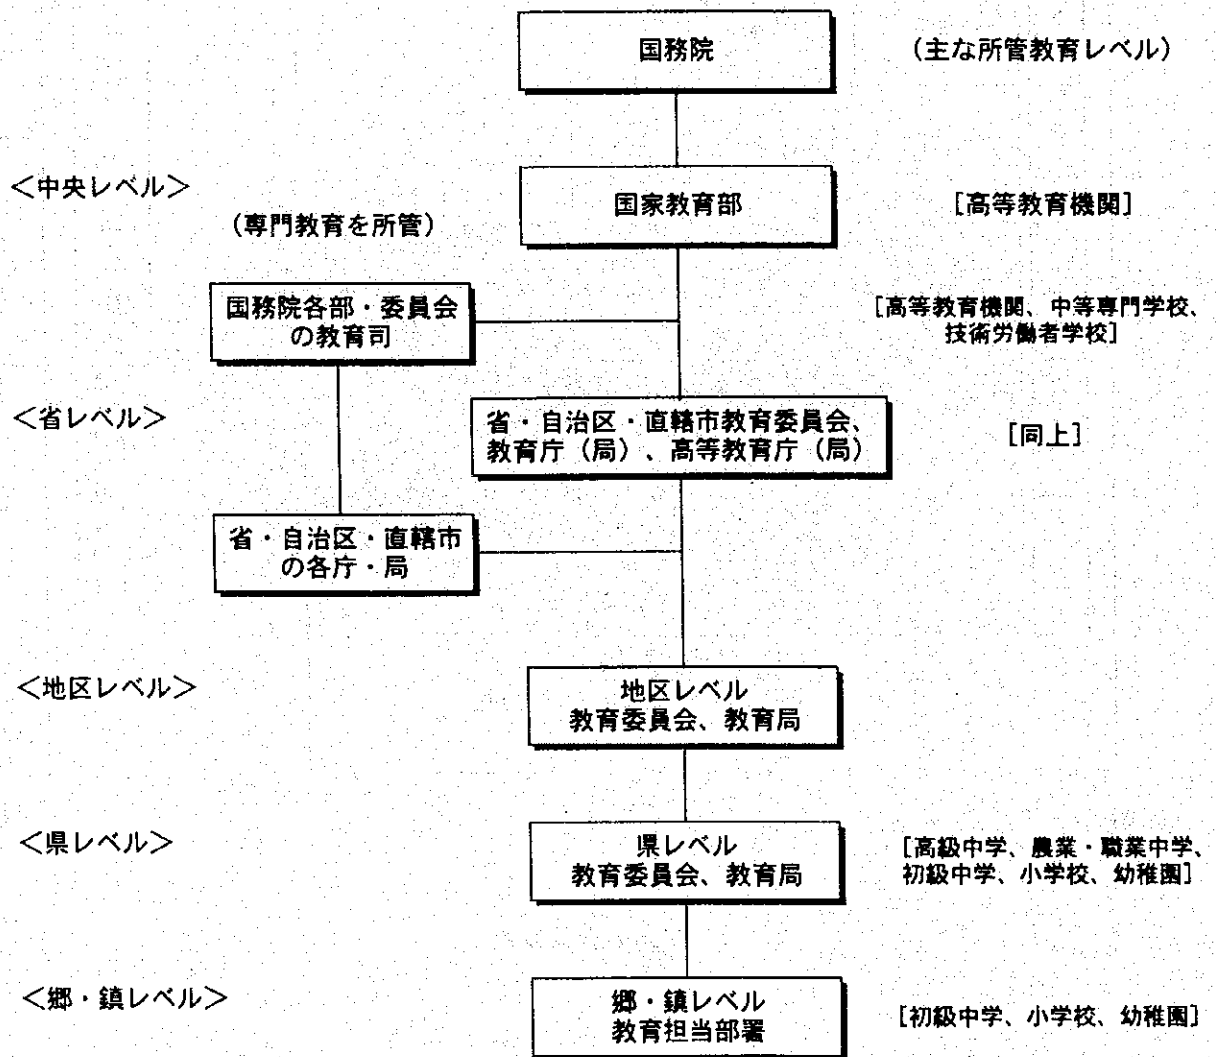 国務院
(主な所管教育レベル)
＜中央レベル＞
国家教育部
[高等教育機関]
(専門教育を所管)
国務院各部・委員会
の教育司
[高等教育機関、中等専門学校、
技術労働者学校]
＜省レベル＞
省・自治区・直轄市教育委員会、
教育庁（局）、高等教育庁（局）
[同上]
省・自治区・直轄市
の各庁・局
＜地区レベル＞
地区レベル
教育委員会、教育局
＜県レベル＞
県レベル
教育委員会、教育局
[高級中学、農業・職業中学、
初級中学、小学校、幼稚園]
＜郷・鎮レベル＞
郷・鎮レベル
教育担当部署
[初級中学、小学校、幼稚園]